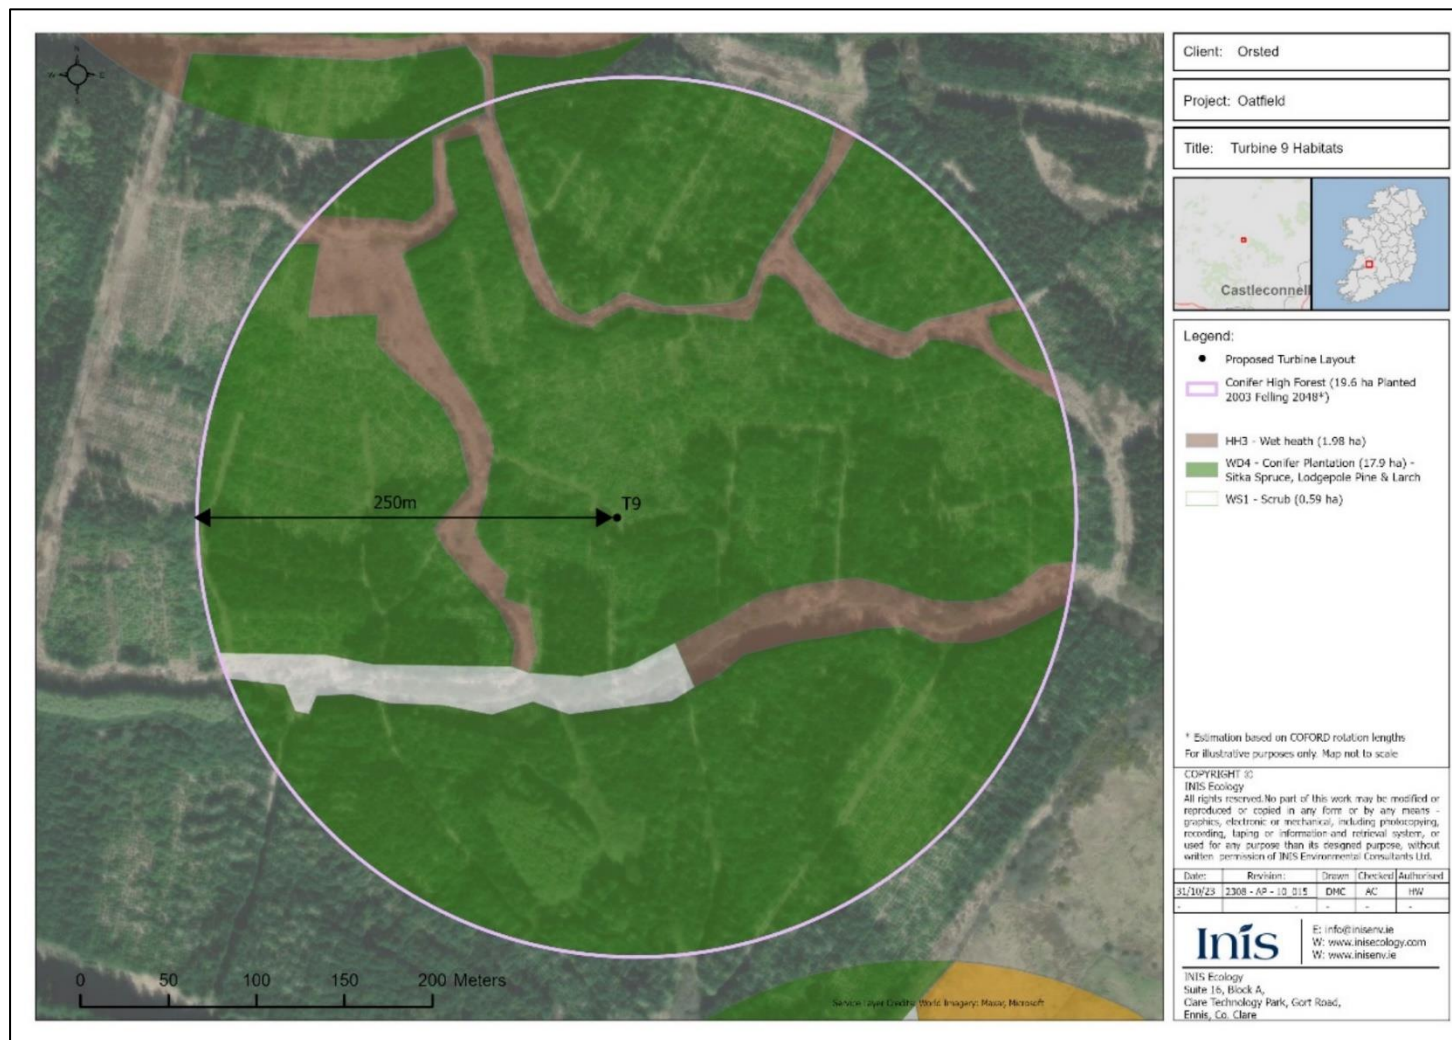 N
W
E
S
250m
T9
0 50 100 150 200 Meters
Service Layer Credits: World Imagery: Maxar, Microsoft
Client: Orsted
Project: Oatfield
Title: Turbine 9 Habitats
Castleconnell
Legend:
Proposed Turbine Layout
Conifer High Forest (19.6 ha Planted
2003 Felling 2048*)
HH3 - Wet heath (1.98 ha)
WD4 - Conifer Plantation (17.9 ha) -
Sitka Spruce, Lodgepole Pine & Larch
WS1 - Scrub (0.59 ha)
* Estimation based on COFORD rotation lengths
For illustrative purposes only. Map not to scale
COPYRIGHT ©
INIS Ecology
All rights reserved.No part of this work may be modified or
reproduced or copied in any form or by any means -
graphics, electronic or mechanical, including photocopying,
recording, taping or information and retrieval system, or
used for any purpose than its designed purpose, without
written permission of INIS Environmental Consultants Ltd.
Date: Revision: Drawn Checked Authorised
31/10/23 2308 - AP - 10_015 DMC AC HW
- - - - -
Inís
E: info@inisenv.ie
W: www.inisecology.com
W: www.inisenv.ie
INIS Ecology
Suite 16, Block A,
Clare Technology Park, Gort Road,
Ennis, Co. Clare